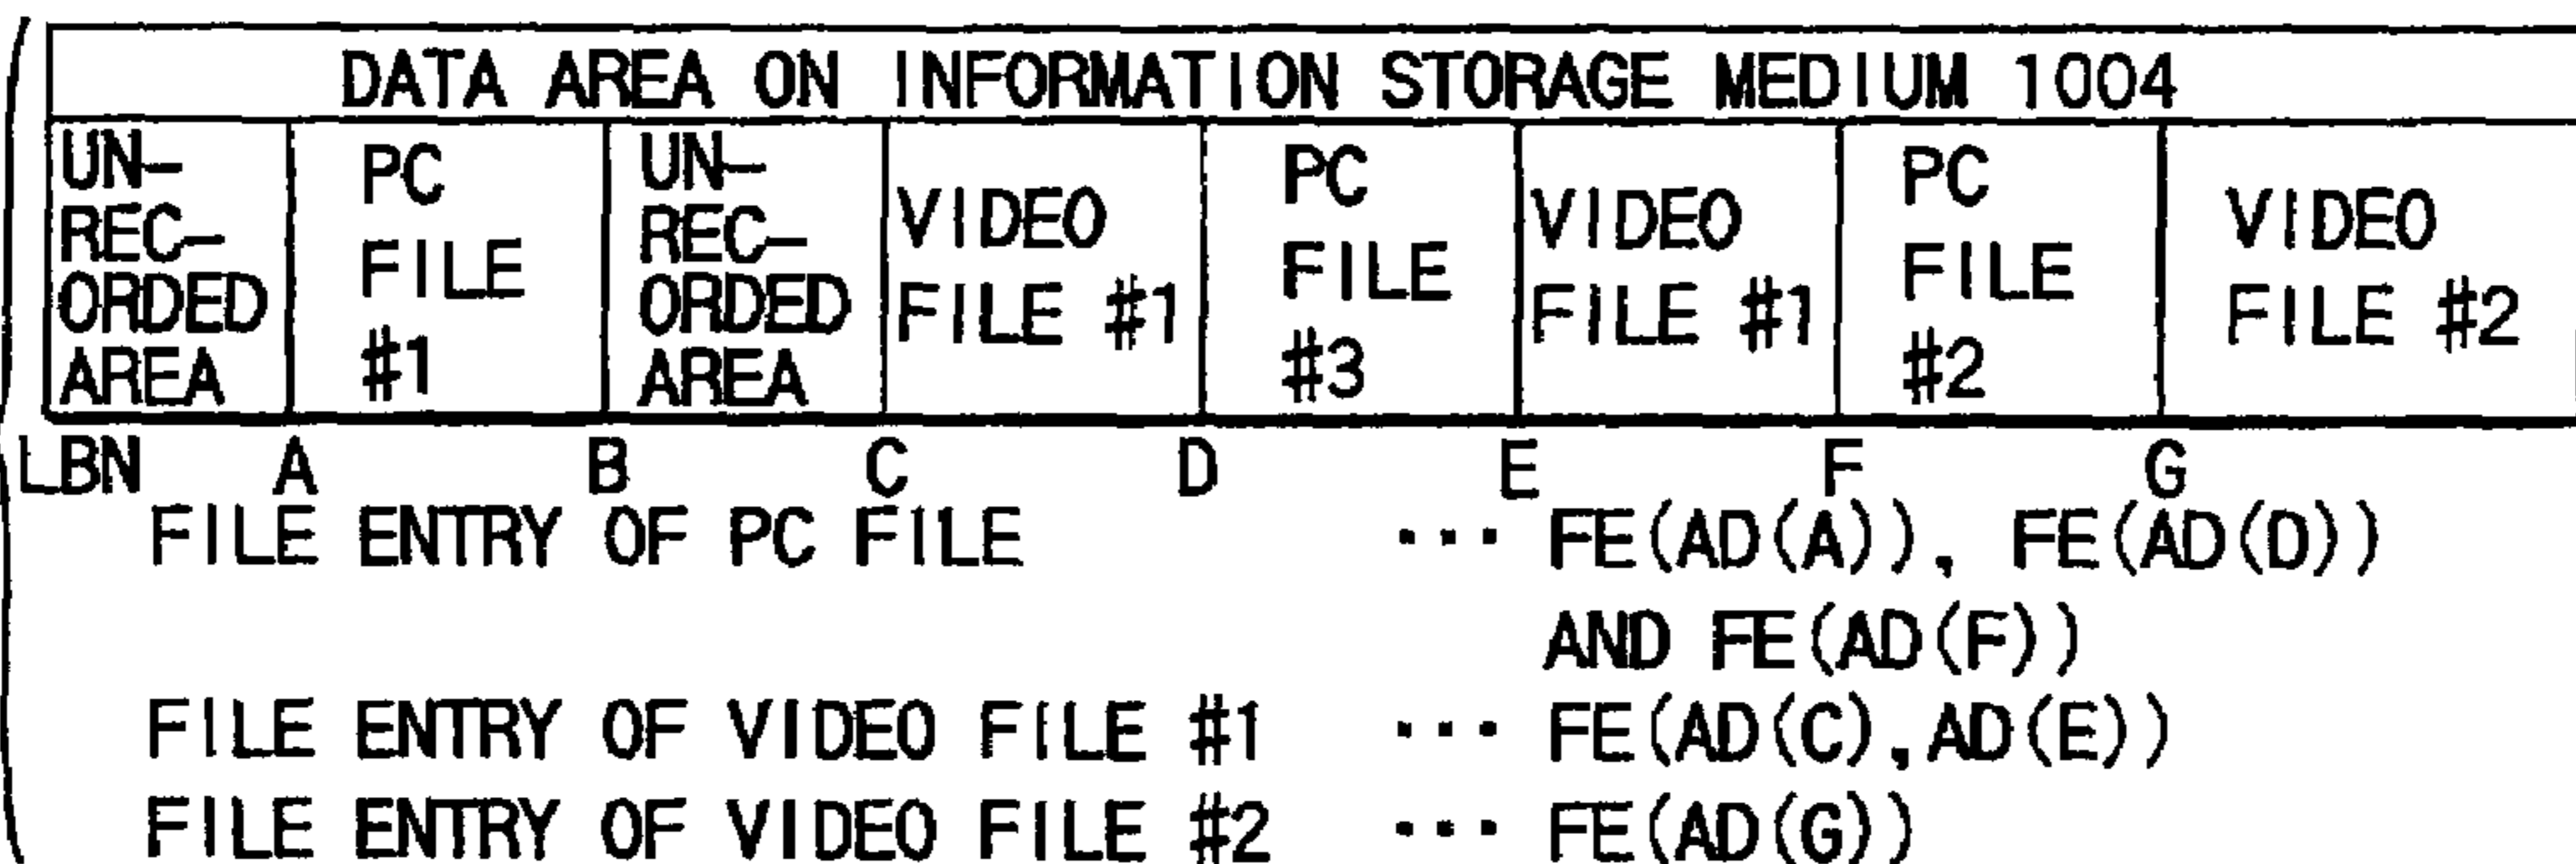 DATA AREA ON INFORMATION STORAGE MEDIUM 1004
UN-
REC-
ORDED
AREA
PC
FILE
#1
UN-
REC-
ORDED
AREA
VIDEO
FILE #1
PC
FILE
#3
VIDEO
FILE #1
PC
FILE
#2
VIDEO
FILE #2
LBN A B C D E F G
FILE ENTRY OF PC FILE ··· FE(AD(A)), FE(AD(D))
AND FE(AD(F))
FILE ENTRY OF VIDEO FILE #1 ··· FE(AD(C),AD(E))
FILE ENTRY OF VIDEO FILE #2 ··· FE(AD(G))